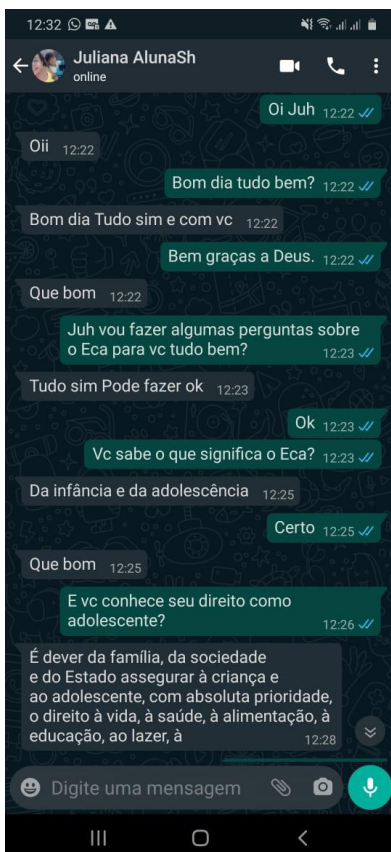 12:32
Juliana AlunaSh
online
Oi Juh 12:22
Oii 12:22
Bom dia tudo bem? 12:22
Bom dia Tudo sim e com vc 12:22
Bem graças a Deus. 12:22
Que bom 12:22
Juh vou fazer algumas perguntas sobre
o Eca para vc tudo bem? 12:23
Tudo sim Pode fazer ok 12:23
Ok 12:23
Vc sabe o que significa o Eca? 12:23
Da infância e da adolescência 12:25
Certo 12:25
Que bom 12:25
E vc conhece seu direito como
adolescente? 12:26
É dever da família, da sociedade
e do Estado assegurar à criança e
ao adolescente, com absoluta prioridade,
o direito à vida, à saúde, à alimentação, à
educação, ao lazer, à 12:28
Digite uma mensagem